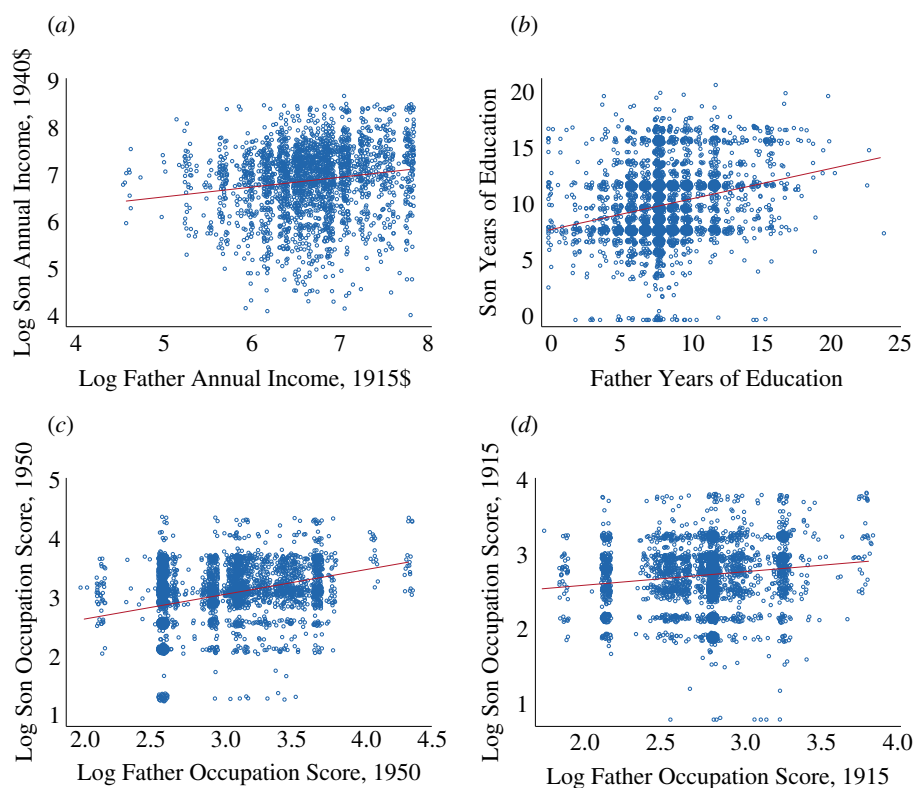 (a)
Log Son Annual Income, 1940$
9
8
7
6
5
4
4 5 6 7 8
Log Father Annual Income, 1915$
(b)
Son Years of Education
20
15
10
5
0
0 5 10 15 20 25
Father Years of Education
(c)
Log Son Occupation Score, 1950
5
4
3
2
1
2.0 2.5 3.0 3.5 4.0 4.5
Log Father Occupation Score, 1950
(d)
Log Son Occupation Score, 1915
4
3
2
1
2.0 2.5 3.0 3.5 4.0
Log Father Occupation Score, 1915